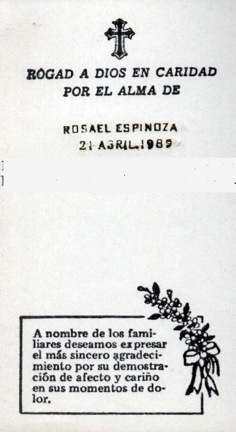 ROGAD A DIOS EN CARIDAD
POR EL ALMA DE
ROSAEL ESPINOZA
21 ABRIL.1989
A nombre de los fami-
liares deseamos expresar
el más sincero agradeci-
miento por su demostra-
ción de afecto y cariño
en sus momentos de do-
lor.